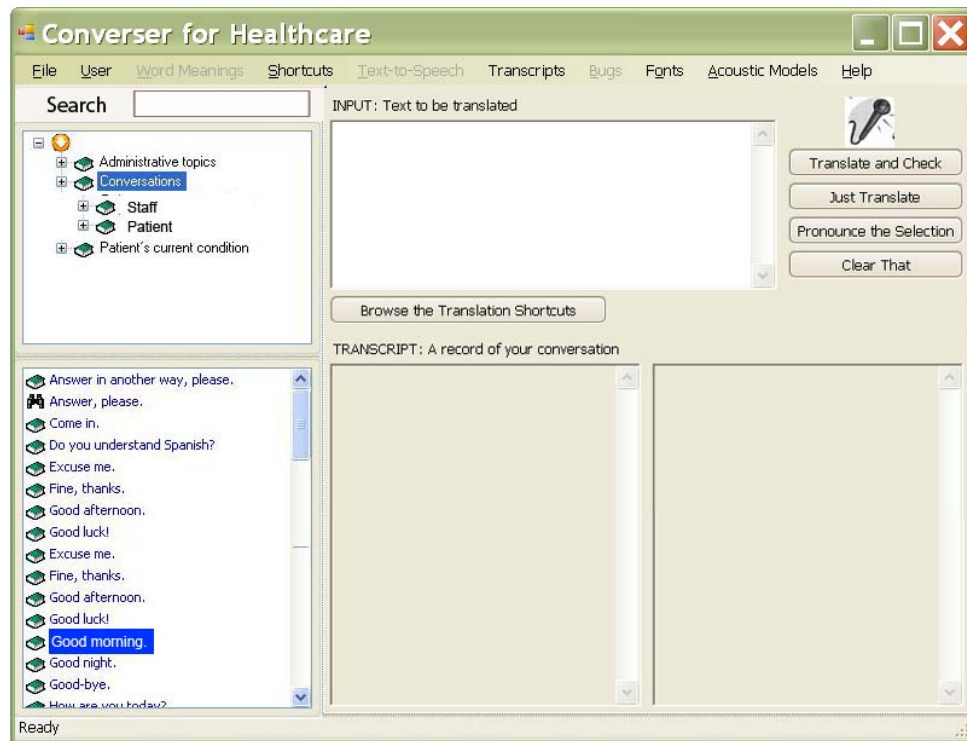 Converser for Healthcare
File User Word Meanings Shortcuts Text-to-Speech Transcripts Bugs Fonts Acoustic Models Help
Search
Administrative topics
Conversations
Staff
Patient
Patient´s current condition
INPUT: Text to be translated
Translate and Check
Just Translate
Pronounce the Selection
Clear That
Browse the Translation Shortcuts
TRANSCRIPT: A record of your conversation
Answer in another way, please.
Answer, please.
Come in.
Do you understand Spanish?
Excuse me.
Fine, thanks.
Good afternoon.
Good luck!
Excuse me.
Fine, thanks.
Good afternoon.
Good luck!
Good morning.
Good night.
Good-bye.
How are you today?
Ready